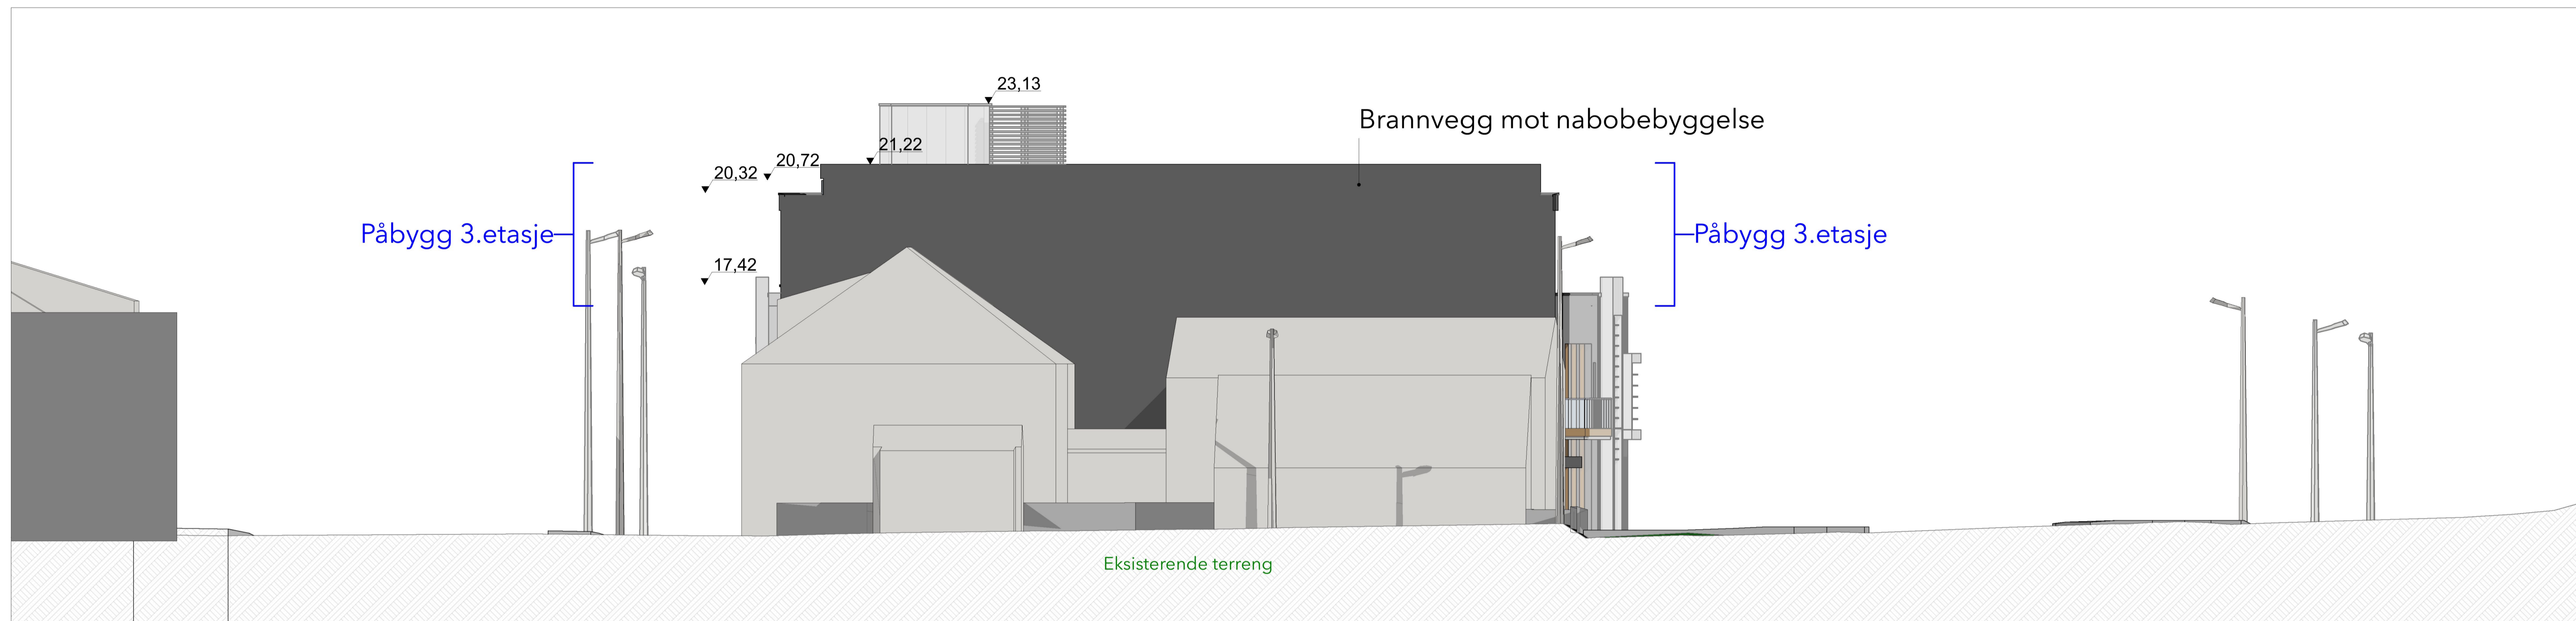 23,13
Brannvegg mot nabobebyggelse
21,22
20,72
20,32
Påbygg 3.etasje
Påbygg 3.etasje
17,42
Eksisterende terreng